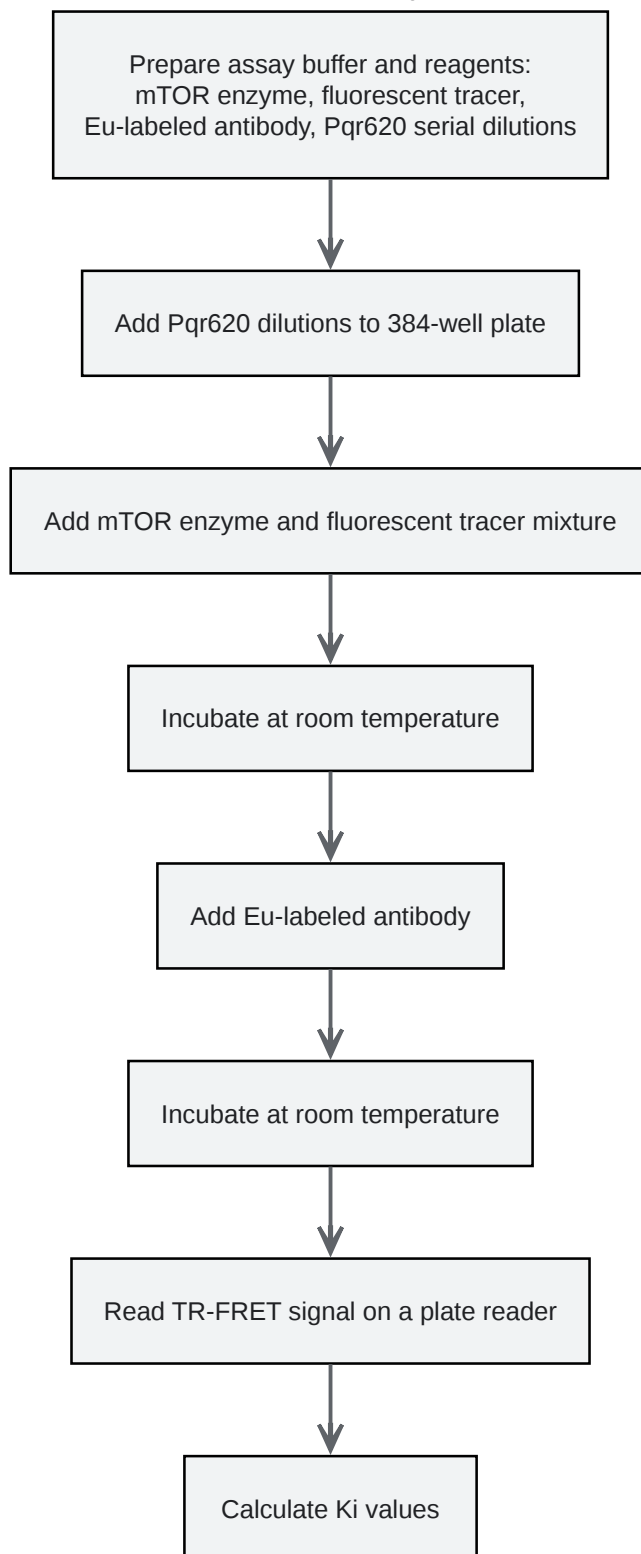 Prepare assay buffer and reagents:
mTOR enzyme, fluorescent tracer,
Eu-labeled antibody, Pqr620 serial dilutions
Add Pqr620 dilutions to 384-well plate
Add mTOR enzyme and fluorescent tracer mixture
Incubate at room temperature
Add Eu-labeled antibody
Incubate at room temperature
Read TR-FRET signal on a plate reader
Calculate Ki values